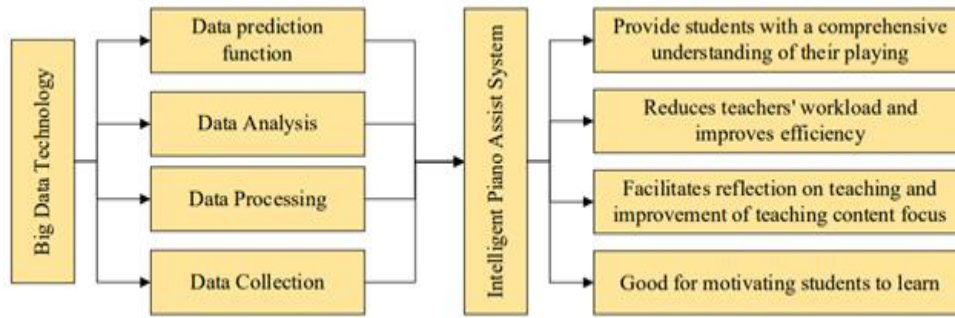 Big Data Technology
Data prediction
function
Data Analysis
Data Processing
Data Collection
Intelligent Piano Assist System
Provide students with a comprehensive
understanding of their playing
Reduces teachers' workload and
improves efficiency
Facilitates reflection on teaching and
improvement of teaching content focus
Good for motivating students to learn